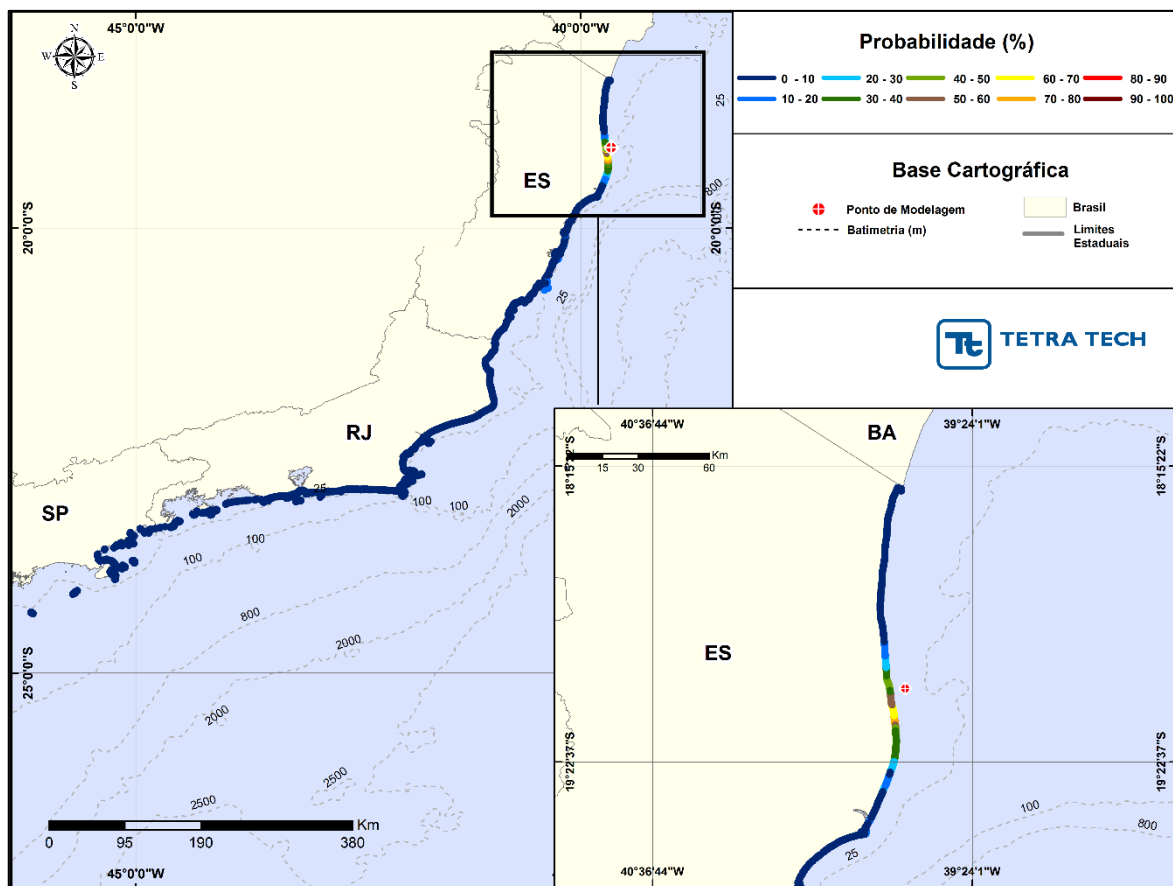 45°0'0"W
40°0'0"W
N
W
E
S
25
800
ES
20°0'0"S
20°0'0"S
25
RJ
25
SP
100
100
100
100
100
800
2000
2000
2000
25°0'0"S
2500
2500
Km
0
95
190
380
45°0'0"W
Probabilidade (%)
0 - 10
20 - 30
40 - 50
60 - 70
80 - 90
10 - 20
30 - 40
50 - 60
70 - 80
90 - 100
Base Cartográfica
Ponto de Modelagem
Brasil
Batimetria (m)
Limites
Estaduais
Tt
TETRA TECH
40°36'44"W
BA
39°24'1"W
Km
0
15
30
60
18°15'22"S
18°15'22"S
ES
19°22'37"S
19°22'37"S
100
800
25
40°36'44"W
39°24'1"W